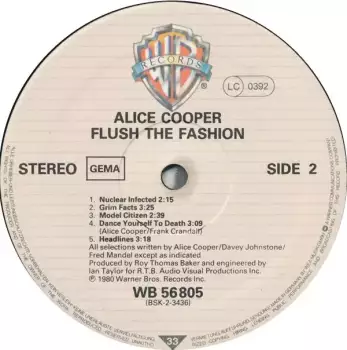 WB
RECORDS
LC 0392
ALICE COOPER
FLUSH THE FASHION
STEREO GEMA SIDE 2
1. Nuclear Infected 2:15
2. Grim Facts 3:25
3. Model Citizen 2:39
4. Dance Yourself To Death 3:09
(Alice Cooper/Frank Crandall)
5. Headlines 3:18
All selections written by Alice Cooper/Davey Johnstone/
Fred Mandel except as indicated
Produced by Roy Thomas Baker and engineered by
Ian Taylor for R.T.B. Audio Visual Productions Inc.
Ⓟ 1980 Warner Bros. Records Inc.
WB 56 805
(BSK-2-3436)
33